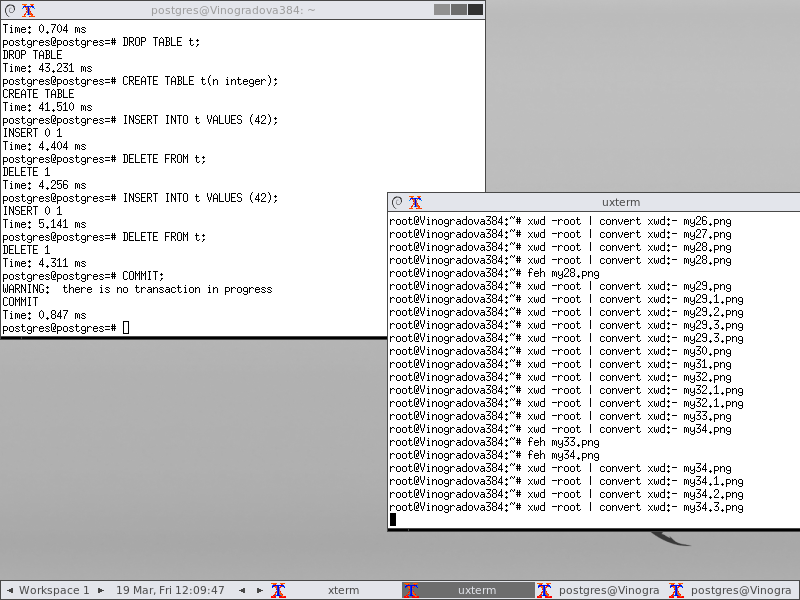 postgres@Vinogradova384: ~
Time: 0.704 ms
postgres@postgres=# DROP TABLE t;
DROP TABLE
Time: 43.231 ms
postgres@postgres=# CREATE TABLE t(n integer);
CREATE TABLE
Time: 41.510 ms
postgres@postgres=# INSERT INTO t VALUES (42);
INSERT 0 1
Time: 4.404 ms
postgres@postgres=# DELETE FROM t;
DELETE 1
Time: 4.256 ms
postgres@postgres=# INSERT INTO t VALUES (42);
INSERT 0 1
Time: 5.141 ms
postgres@postgres=# DELETE FROM t;
DELETE 1
Time: 4.311 ms
postgres@postgres=# COMMIT;
WARNING:  there is no transaction in progress
COMMIT
Time: 0.847 ms
postgres@postgres=#
uxterm
root@Vinogradova384:~# xwd -root | convert xwd:- my26.png
root@Vinogradova384:~# xwd -root | convert xwd:- my27.png
root@Vinogradova384:~# xwd -root | convert xwd:- my28.png
root@Vinogradova384:~# xwd -root | convert xwd:- my28.png
root@Vinogradova384:~# feh my28.png
root@Vinogradova384:~# xwd -root | convert xwd:- my29.png
root@Vinogradova384:~# xwd -root | convert xwd:- my29.1.png
root@Vinogradova384:~# xwd -root | convert xwd:- my29.2.png
root@Vinogradova384:~# xwd -root | convert xwd:- my29.3.png
root@Vinogradova384:~# xwd -root | convert xwd:- my29.3.png
root@Vinogradova384:~# xwd -root | convert xwd:- my30.png
root@Vinogradova384:~# xwd -root | convert xwd:- my31.png
root@Vinogradova384:~# xwd -root | convert xwd:- my32.png
root@Vinogradova384:~# xwd -root | convert xwd:- my32.1.png
root@Vinogradova384:~# xwd -root | convert xwd:- my32.1.png
root@Vinogradova384:~# xwd -root | convert xwd:- my33.png
root@Vinogradova384:~# xwd -root | convert xwd:- my34.png
root@Vinogradova384:~# feh my33.png
root@Vinogradova384:~# feh my34.png
root@Vinogradova384:~# xwd -root | convert xwd:- my34.png
root@Vinogradova384:~# xwd -root | convert xwd:- my34.1.png
root@Vinogradova384:~# xwd -root | convert xwd:- my34.2.png
root@Vinogradova384:~# xwd -root | convert xwd:- my34.3.png
Workspace 1 19 Mar, Fri 12:09:47 xterm uxterm postgres@Vinogra postgres@Vinogra